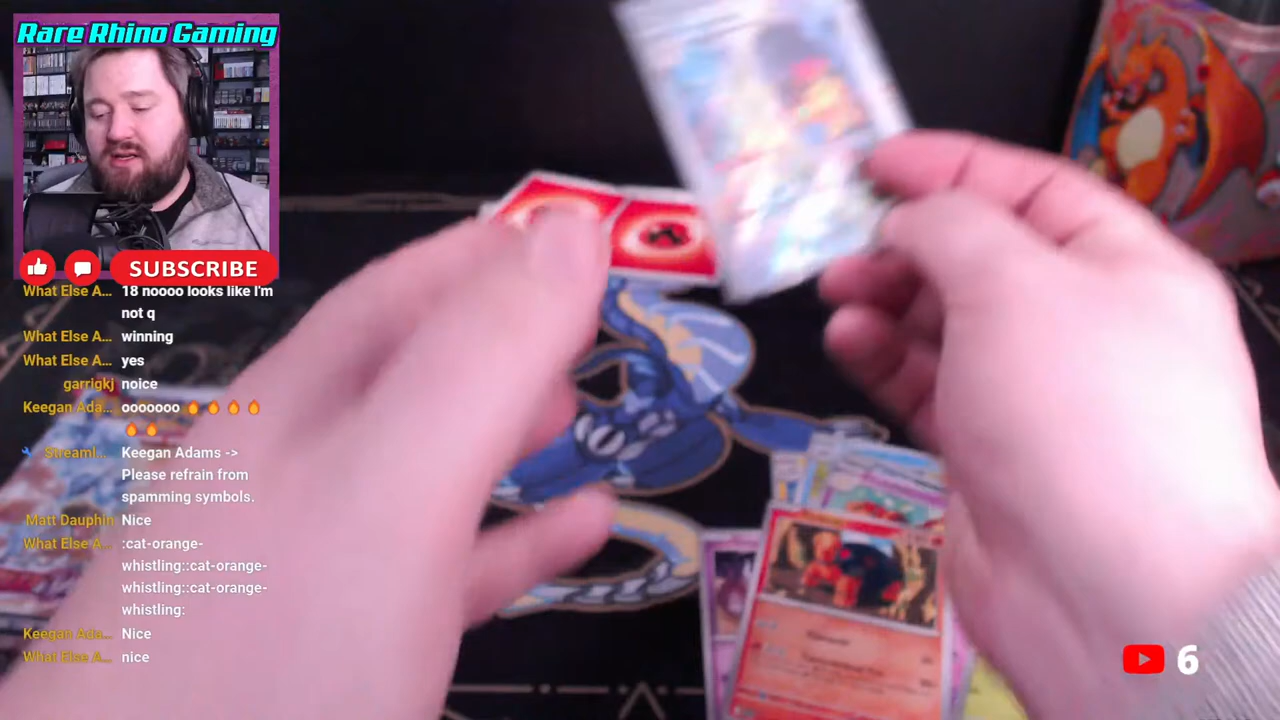 Rare Rhino Gaming
SUBSCRIBE
What Else A... 18 noooo looks like I'm
not q
What Else A... winning
What Else A... yes
garrigkj noice
Keegan Ada... ooooooo 🔥 🔥 🔥 🔥
🔥 🔥
Streaml... Keegan Adams ->
Please refrain from
spamming symbols.
Matt Dauphin Nice
What Else A... :cat-orange-
whistling::cat-orange-
whistling::cat-orange-
whistling:
Keegan Ada... Nice
What Else A... nice
6